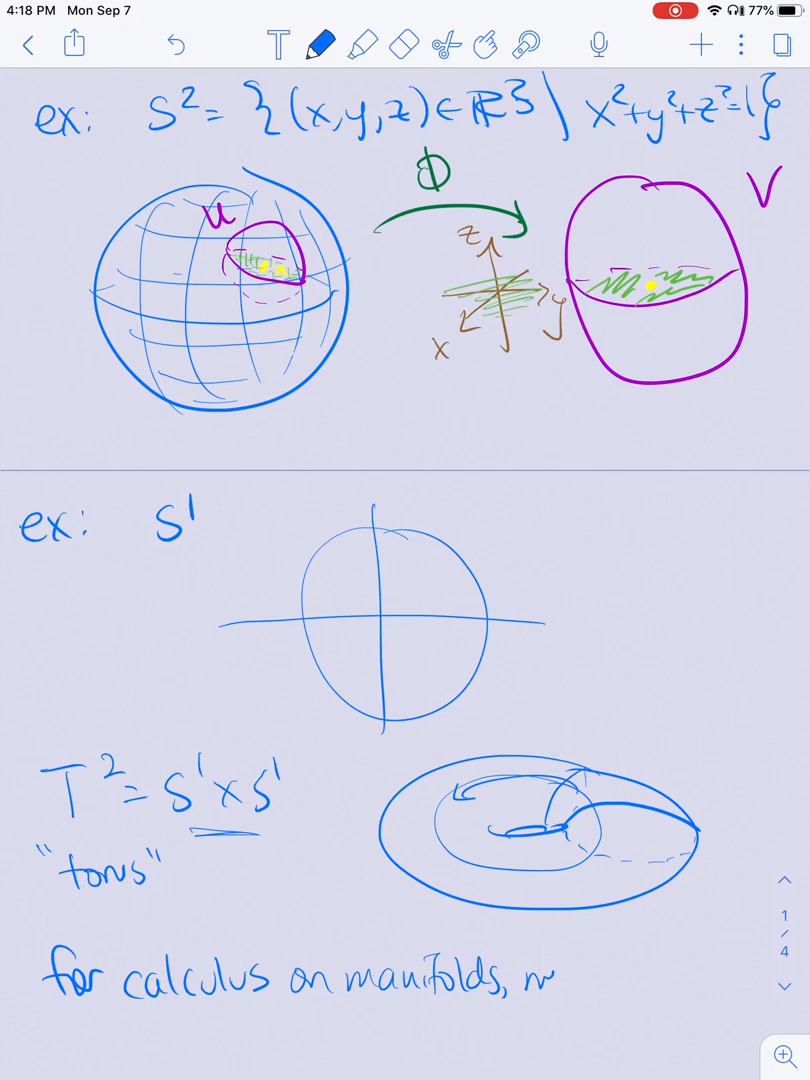 4:18 PM Mon Sep 7
77%
T
ex: S² = {(x,y,z) ∈ ℝ³ | x²+y²+z²=1}
Φ
V
U
z
y
x
ex: S¹
T² = S¹ x S¹
"torus"
for calculus on manifolds,
1
/
4